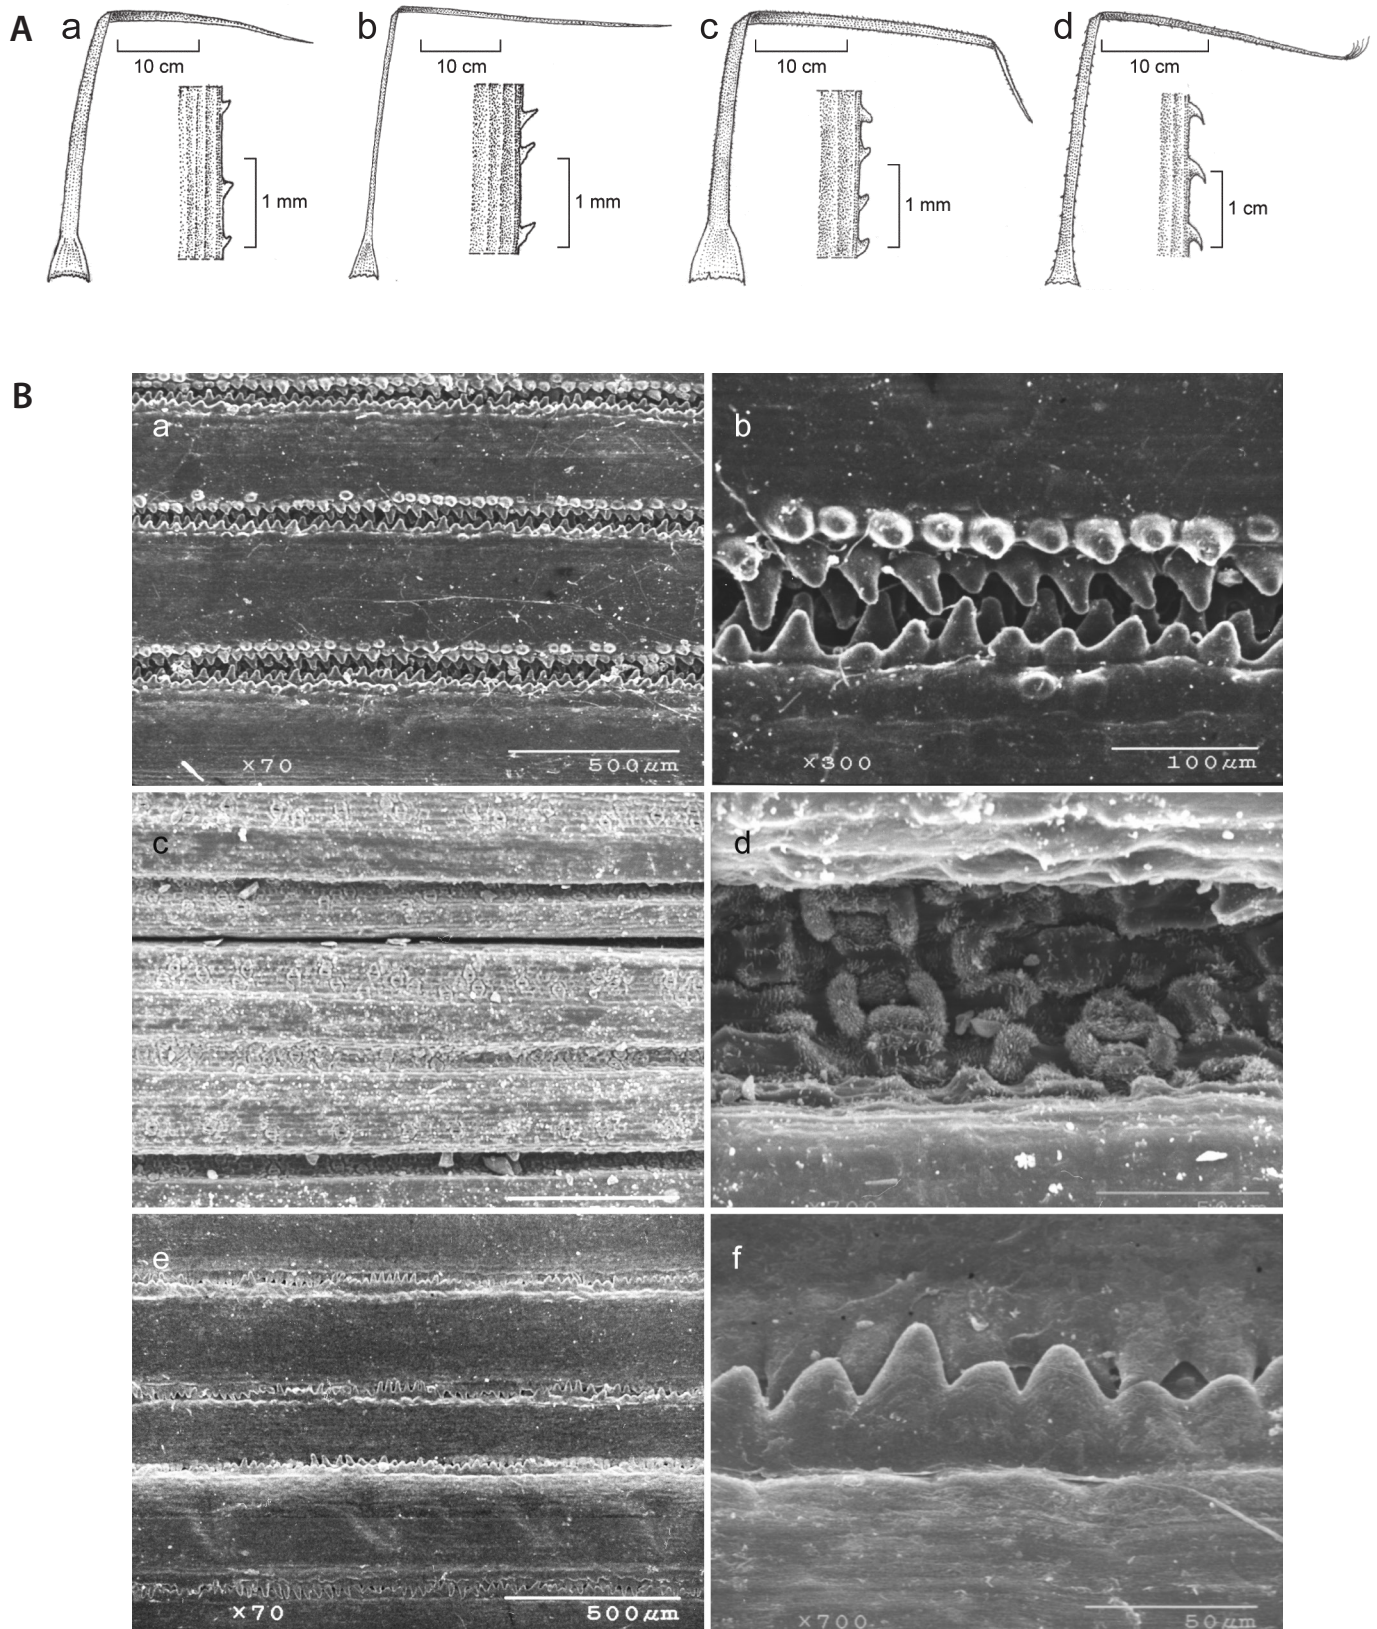 A a b c d
10 cm 10 cm 10 cm 10 cm
1 mm 1 mm 1 mm 1 cm
B
a b
×70 500µm ×300 100µm
c d
e f
×70 500µm ×700 50µm